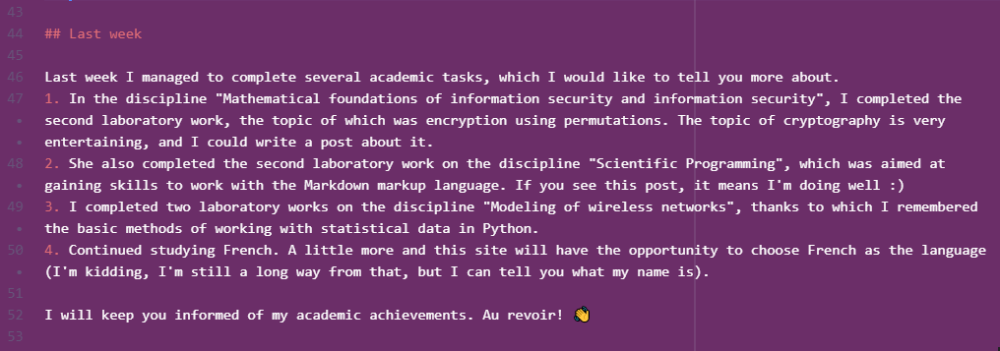 43
44 ## Last week
45
46 Last week I managed to complete several academic tasks, which I would like to tell you more about.
47 1. In the discipline "Mathematical foundations of information security and information security", I completed the
• second laboratory work, the topic of which was encryption using permutations. The topic of cryptography is very
• entertaining, and I could write a post about it.
48 2. She also completed the second laboratory work on the discipline "Scientific Programming", which was aimed at
• gaining skills to work with the Markdown markup language. If you see this post, it means I'm doing well :)
49 3. I completed two laboratory works on the discipline "Modeling of wireless networks", thanks to which I remembered
• the basic methods of working with statistical data in Python.
50 4. Continued studying French. A little more and this site will have the opportunity to choose French as the language
• (I'm kidding, I'm still a long way from that, but I can tell you what my name is).
51
52 I will keep you informed of my academic achievements. Au revoir! 👋
53